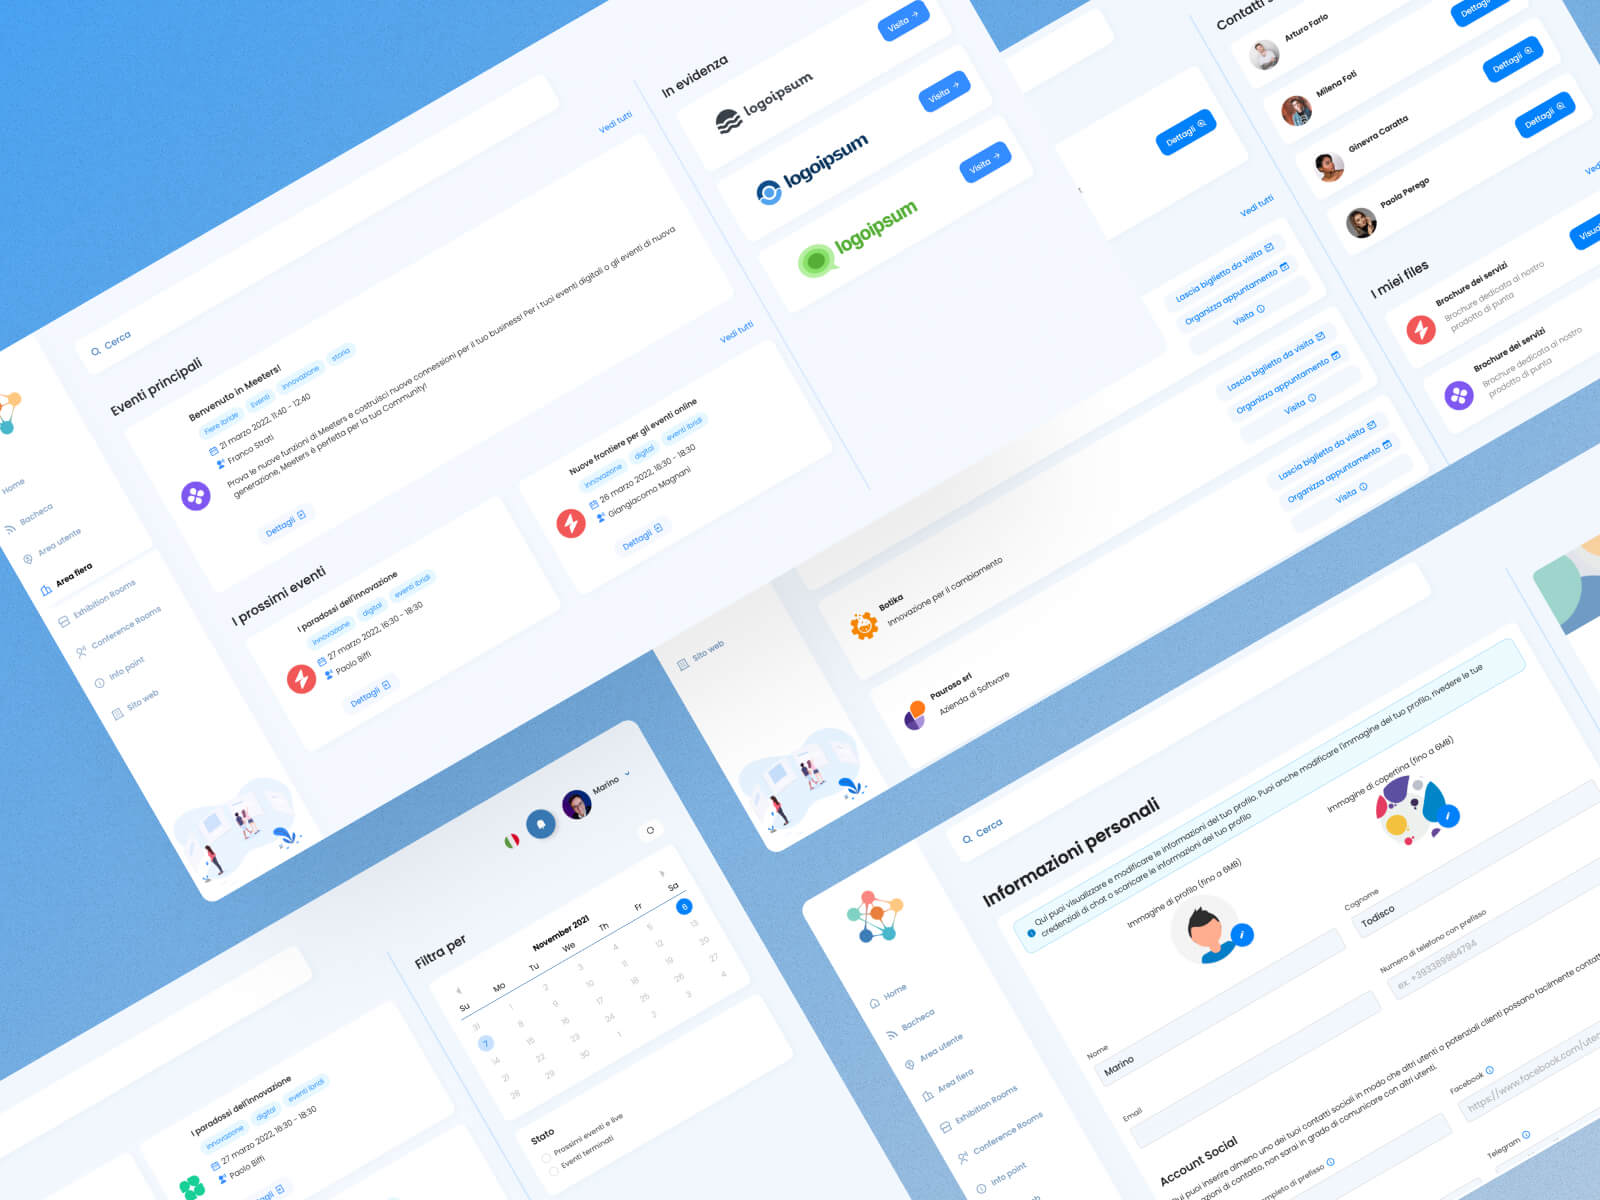 Cerca
Vedi tutti
Eventi principali
Benvenuto in Meeters!
Fiere Ibride
Eventi
innovazione
storia
21 marzo 2022, 11:40 - 12:40
Franco Strati
Prova le nuove funzioni di Meeters e costruisci nuove connessioni per il tuo business! Per i tuoi eventi digitali o gli eventi di nuova
generazione, Meeters è perfetta per la tua Community!
Dettagli
Vedi tutti
I prossimi eventi
I paradossi dell'innovazione
innovazione
digital
eventi ibridi
27 marzo 2022, 16:30 - 18:30
Paolo Biffi
Dettagli
Nuove frontiere per gli eventi online
innovazione
digital
eventi ibridi
26 marzo 2022, 16:30 - 18:30
Giangiacomo Magnani
Dettagli
Home
Bacheca
Area utente
Area fiera
Exhibition Rooms
Conference Rooms
Info point
Sito web
In evidenza
logoipsum
Visita
logoipsum
Visita
logoipsum
Visita
Dettagli
Vedi tutti
Lascia biglietto da visita
Organizza appuntamento
Visita
Lascia biglietto da visita
Organizza appuntamento
Visita
Lascia biglietto da visita
Organizza appuntamento
Visita
Botika
Innovazione per il cambiamento
Pauroso srl
Azienda di Software
Sito web
Contatti
Arturo Farlo
Dettagli
Milena Foti
Dettagli
Ginevra Caratta
Dettagli
Paola Perego
I miei files
Brochure dei servizi
Brochure dedicata al nostro
prodotto di punta
Brochure dei servizi
Brochure dedicata al nostro
prodotto di punta
Marino
Filtra per
November 2021
Su Mo Tu We Th Fr Sa
31 1 2 3 4 5 6
7 8 9 10 11 12 13
14 15 16 17 18 19 20
21 22 23 24 25 26 27
28 29 30 1 2 3 4
Stato
Prossimi eventi e live
Eventi terminati
I paradossi dell'innovazione
innovazione
digital
eventi ibridi
27 marzo 2022, 16:30 - 18:30
Paolo Biffi
Cerca
Informazioni personali
Qui puoi visualizzare e modificare le informazioni del tuo profilo. Puoi anche modificare l'immagine del tuo profilo, rivedere le tue
credenziali di chat o scaricare le informazioni del tuo profilo
Immagine di profilo (fino a 6MB)
Immagine di copertina (fino a 6MB)
Nome
Marino
Cognome
Todisco
Email
Numero di telefono con prefisso
ex. +393389964794
Account Social
puoi inserire almeno uno dei tuoi contatti sociali in modo che altri utenti o potenziali clienti possano facilmente
di contatto, non sarai in grado di comunicare con altri utenti.
di prefisso
Facebook
https://www.facebook.com/
Telegram
Home
Bacheca
Area utente
Area fiera
Exhibition Rooms
Conference Rooms
Info point